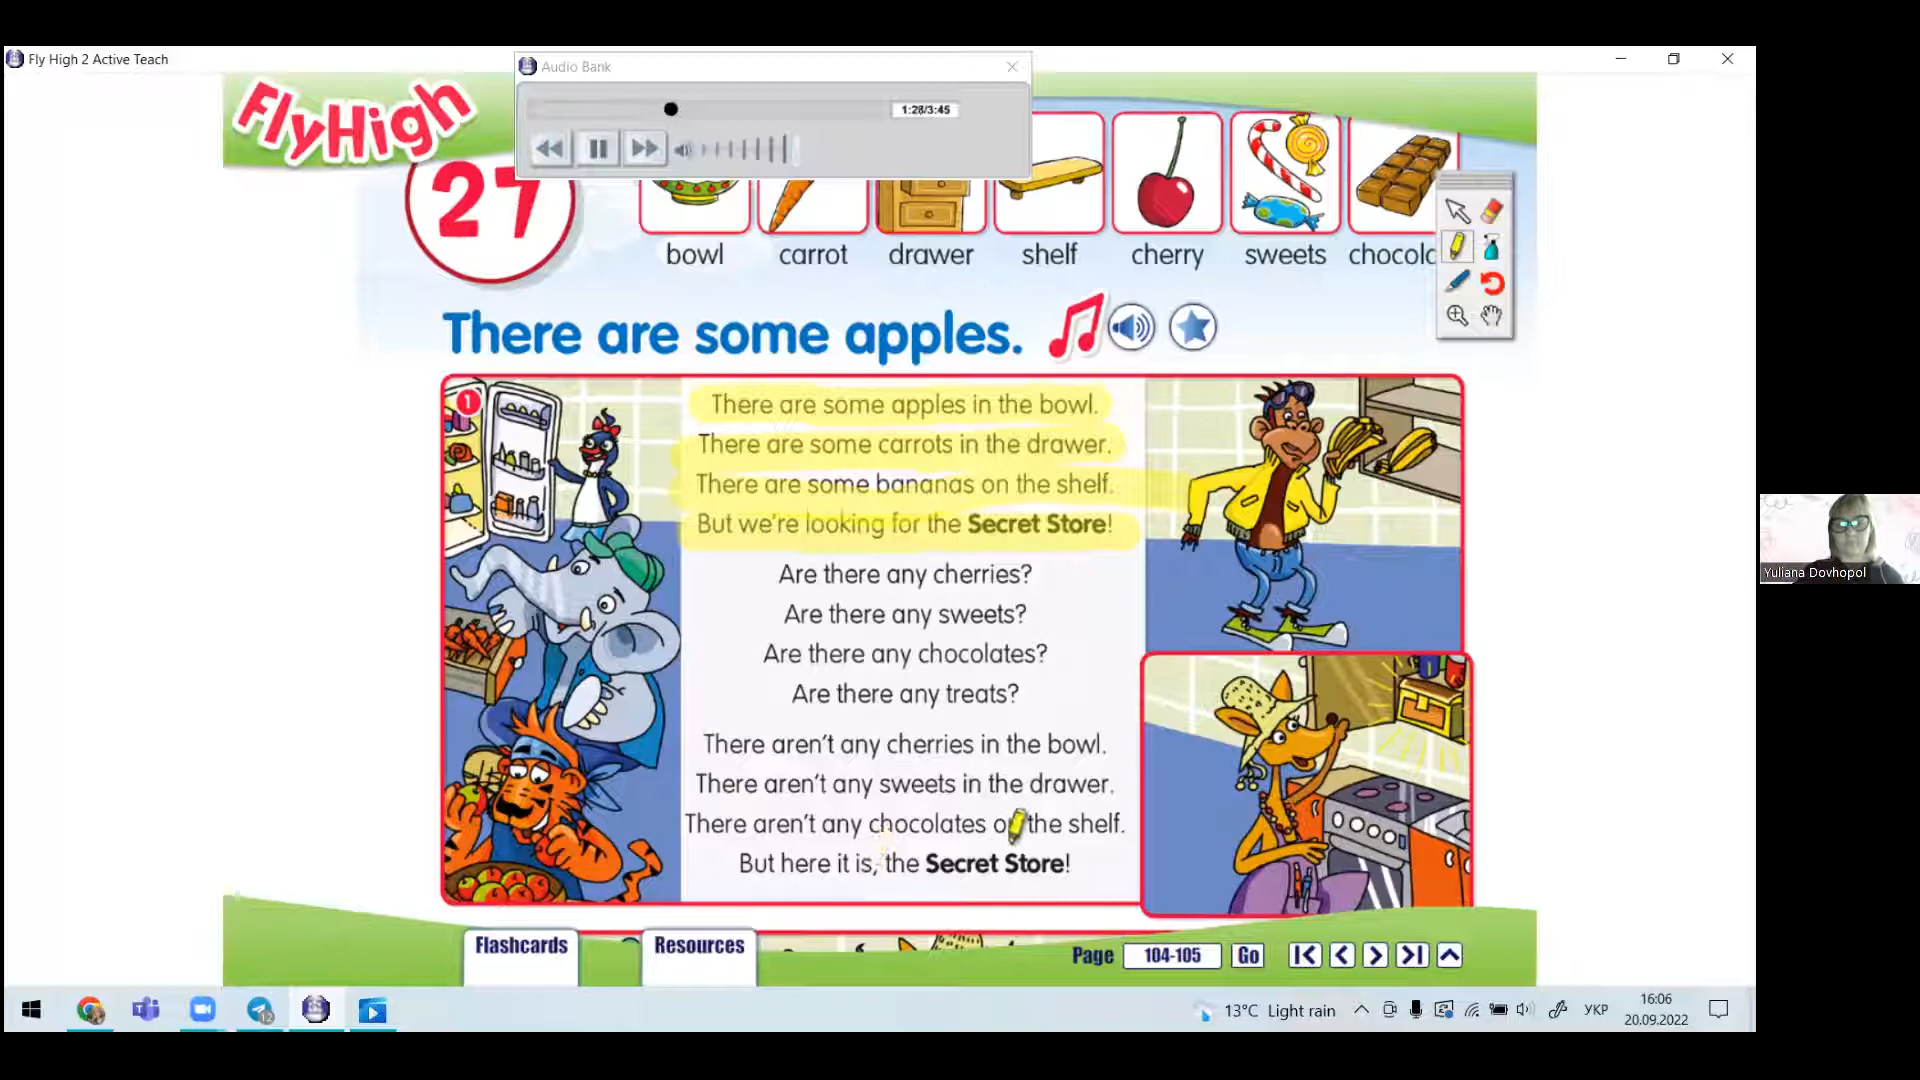 Fly High 2 Active Teach
Audio Bank
1:28/3:45
FlyHigh
27
bowl
carrot
drawer
shelf
cherry
sweets
chocola
There are some apples.
1
There are some apples in the bowl.
There are some carrots in the drawer.
There are some bananas on the shelf.
But we're looking for the Secret Store!
Are there any cherries?
Are there any sweets?
Are there any chocolates?
Are there any treats?
There aren't any cherries in the bowl.
There aren't any sweets in the drawer.
There aren't any chocolates o the shelf.
But here it is, the Secret Store!
Flashcards
Resources
Page
104-105
Go
Yuliana Dovhopol
12
13°C Light rain
УКР
16:06
20.09.2022